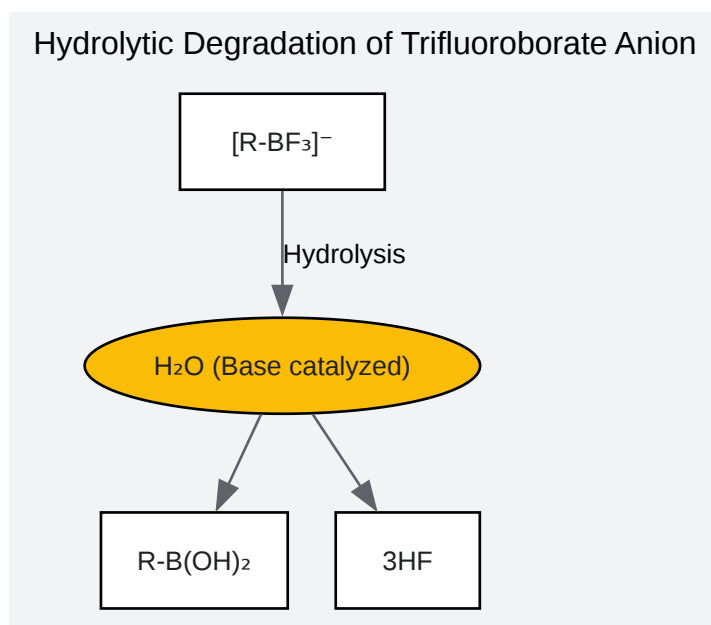 Hydrolytic Degradation of Trifluoroborate Anion
[R-BF₃]⁻
Hydrolysis
H₂O (Base catalyzed)
R-B(OH)₂
3HF